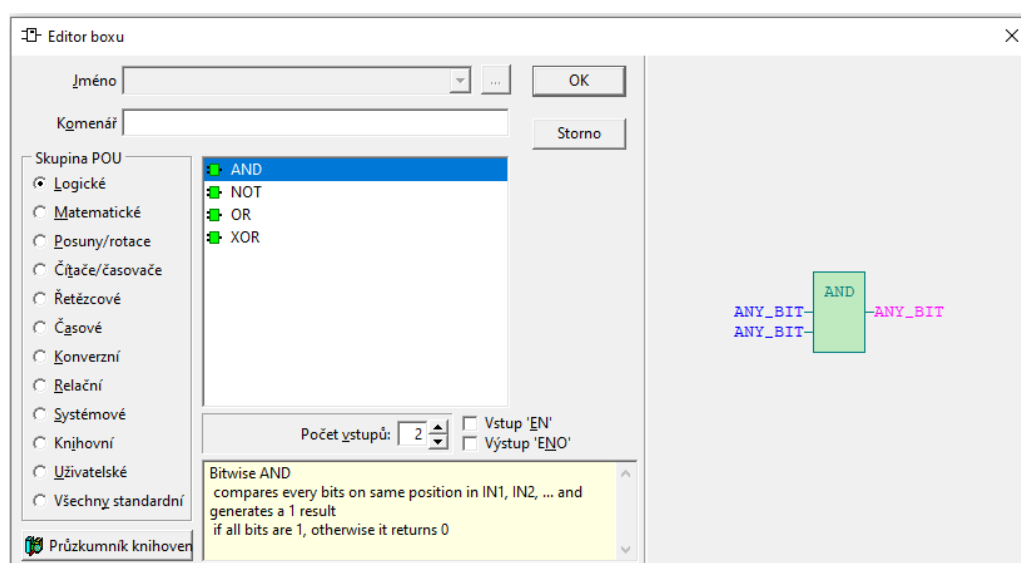 Editor boxu
Jméno
...
OK
Komenář
Storno
Skupina POU
Logické
Matematické
Posuny/rotace
Čítače/časovače
Řetězcové
Časové
Konverzní
Relační
Systémové
Knihovní
Uživatelské
Všechny standardní
Průzkumník knihoven
AND
NOT
OR
XOR
Počet vstupů: 2
Vstup 'EN'
Výstup 'ENO'
Bitwise AND
compares every bits on same position in IN1, IN2, ... and
generates a 1 result
if all bits are 1, otherwise it returns 0
AND
ANY_BIT
ANY_BIT
ANY_BIT